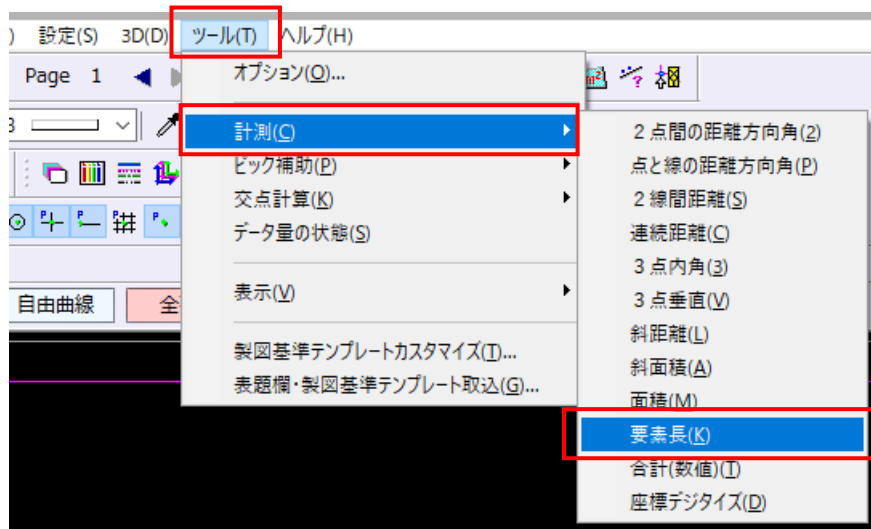 ) 設定(S) 3D(D) ツール(T) ヘルプ(H)
Page 1
オプション(O)...
計測(C)
ピック補助(P)
交点計算(K)
データ量の状態(S)
表示(V)
製図基準テンプレートカスタマイズ(T)...
表題欄・製図基準テンプレート取込(G)...
自由曲線
全
2点間の距離方向角(2)
点と線の距離方向角(P)
2線間距離(S)
連続距離(C)
3点内角(3)
3点垂直(V)
斜距離(L)
斜面積(A)
面積(M)
要素長(K)
合計(数値)(T)
座標デジタイズ(D)